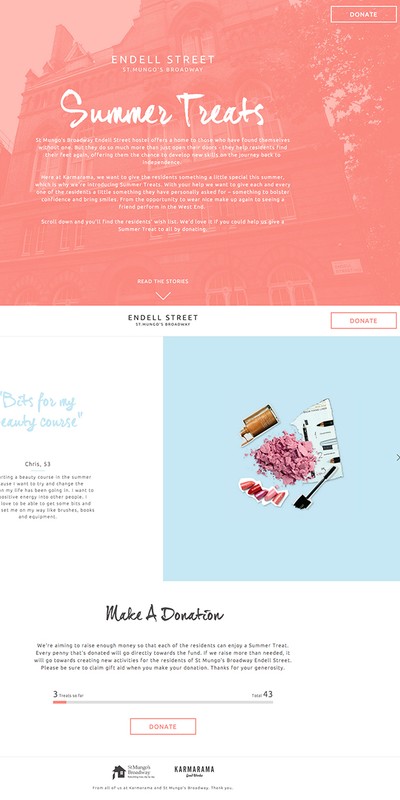 DONATE
ENDELL STREET
ST.MUNGO'S BROADWAY
Summer Treats
St Mungo's Broadway Endell Street hostel offers a home to those who have found themselves
without one. But they do so much more than just open their doors - they help residents find
their feet again, offering them the chance to develop new skills on the journey back to
independence.
Here at Karmarama, we want to give the residents something a little special this summer,
which is why we're introducing Summer Treats. With your help we want to give each and every
one of the residents a little something they have personally asked for – something to bolster
confidence and bring smiles. From the opportunity to wear nice make up again to seeing a
friend perform in the West End.
Scroll down and you'll find the residents' wish list. We'd love it if you could help us give a
Summer Treat to all by donating.
READ THE STORIES
ENDELL STREET
ST.MUNGO'S BROADWAY
DONATE
"Bits for my
eauty course"
Chris, 53
beauty course in the summer
ause I want to try and change the
n my life has been going in. I want to
positive energy into other people. I
love to be able to get some bits and
set me on my way like brushes, books
and equipment.
Make A Donation
We're aiming to raise enough money so that each of the residents can enjoy a Summer Treat.
Every penny that's donated will go directly towards the fund. If we raise more than needed, it
will go towards creating new activities for the residents of St Mungo's Broadway Endell Street.
Please be sure to claim gift aid when you make your donation. Thanks for your generosity.
3 Treats so far
Total 43
DONATE
St Mungo's
Broadway
KARMARAMA
Good Works
From all of us at Karmarama and St Mungo's Broadway. Thank you.